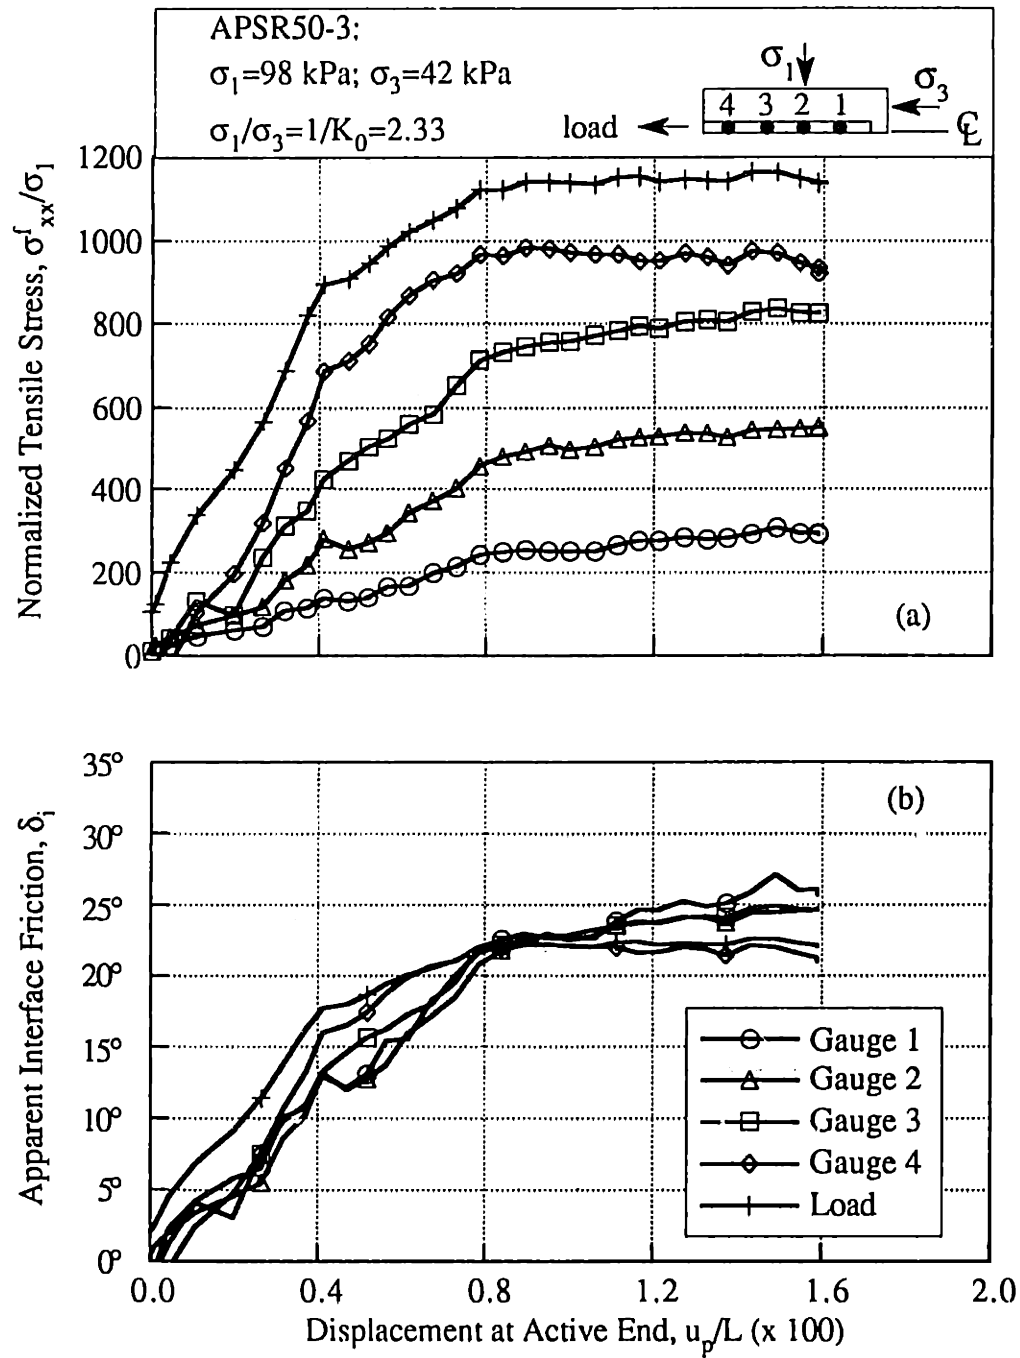 APSR50-3:
σ1=98 kPa; σ3=42 kPa
σ1/σ3=1/K0=2.33
σ1
σ3
4 3 2 1
load
℄
Normalized Tensile Stress, σfxx/σ1
1200
1000
800
600
400
200
0
(a)
Apparent Interface Friction, δi
35°
30°
25°
20°
15°
10°
5°
0°
(b)
Gauge 1
Gauge 2
Gauge 3
Gauge 4
Load
0.0 0.4 0.8 1.2 1.6 2.0
Displacement at Active End, up/L (x 100)